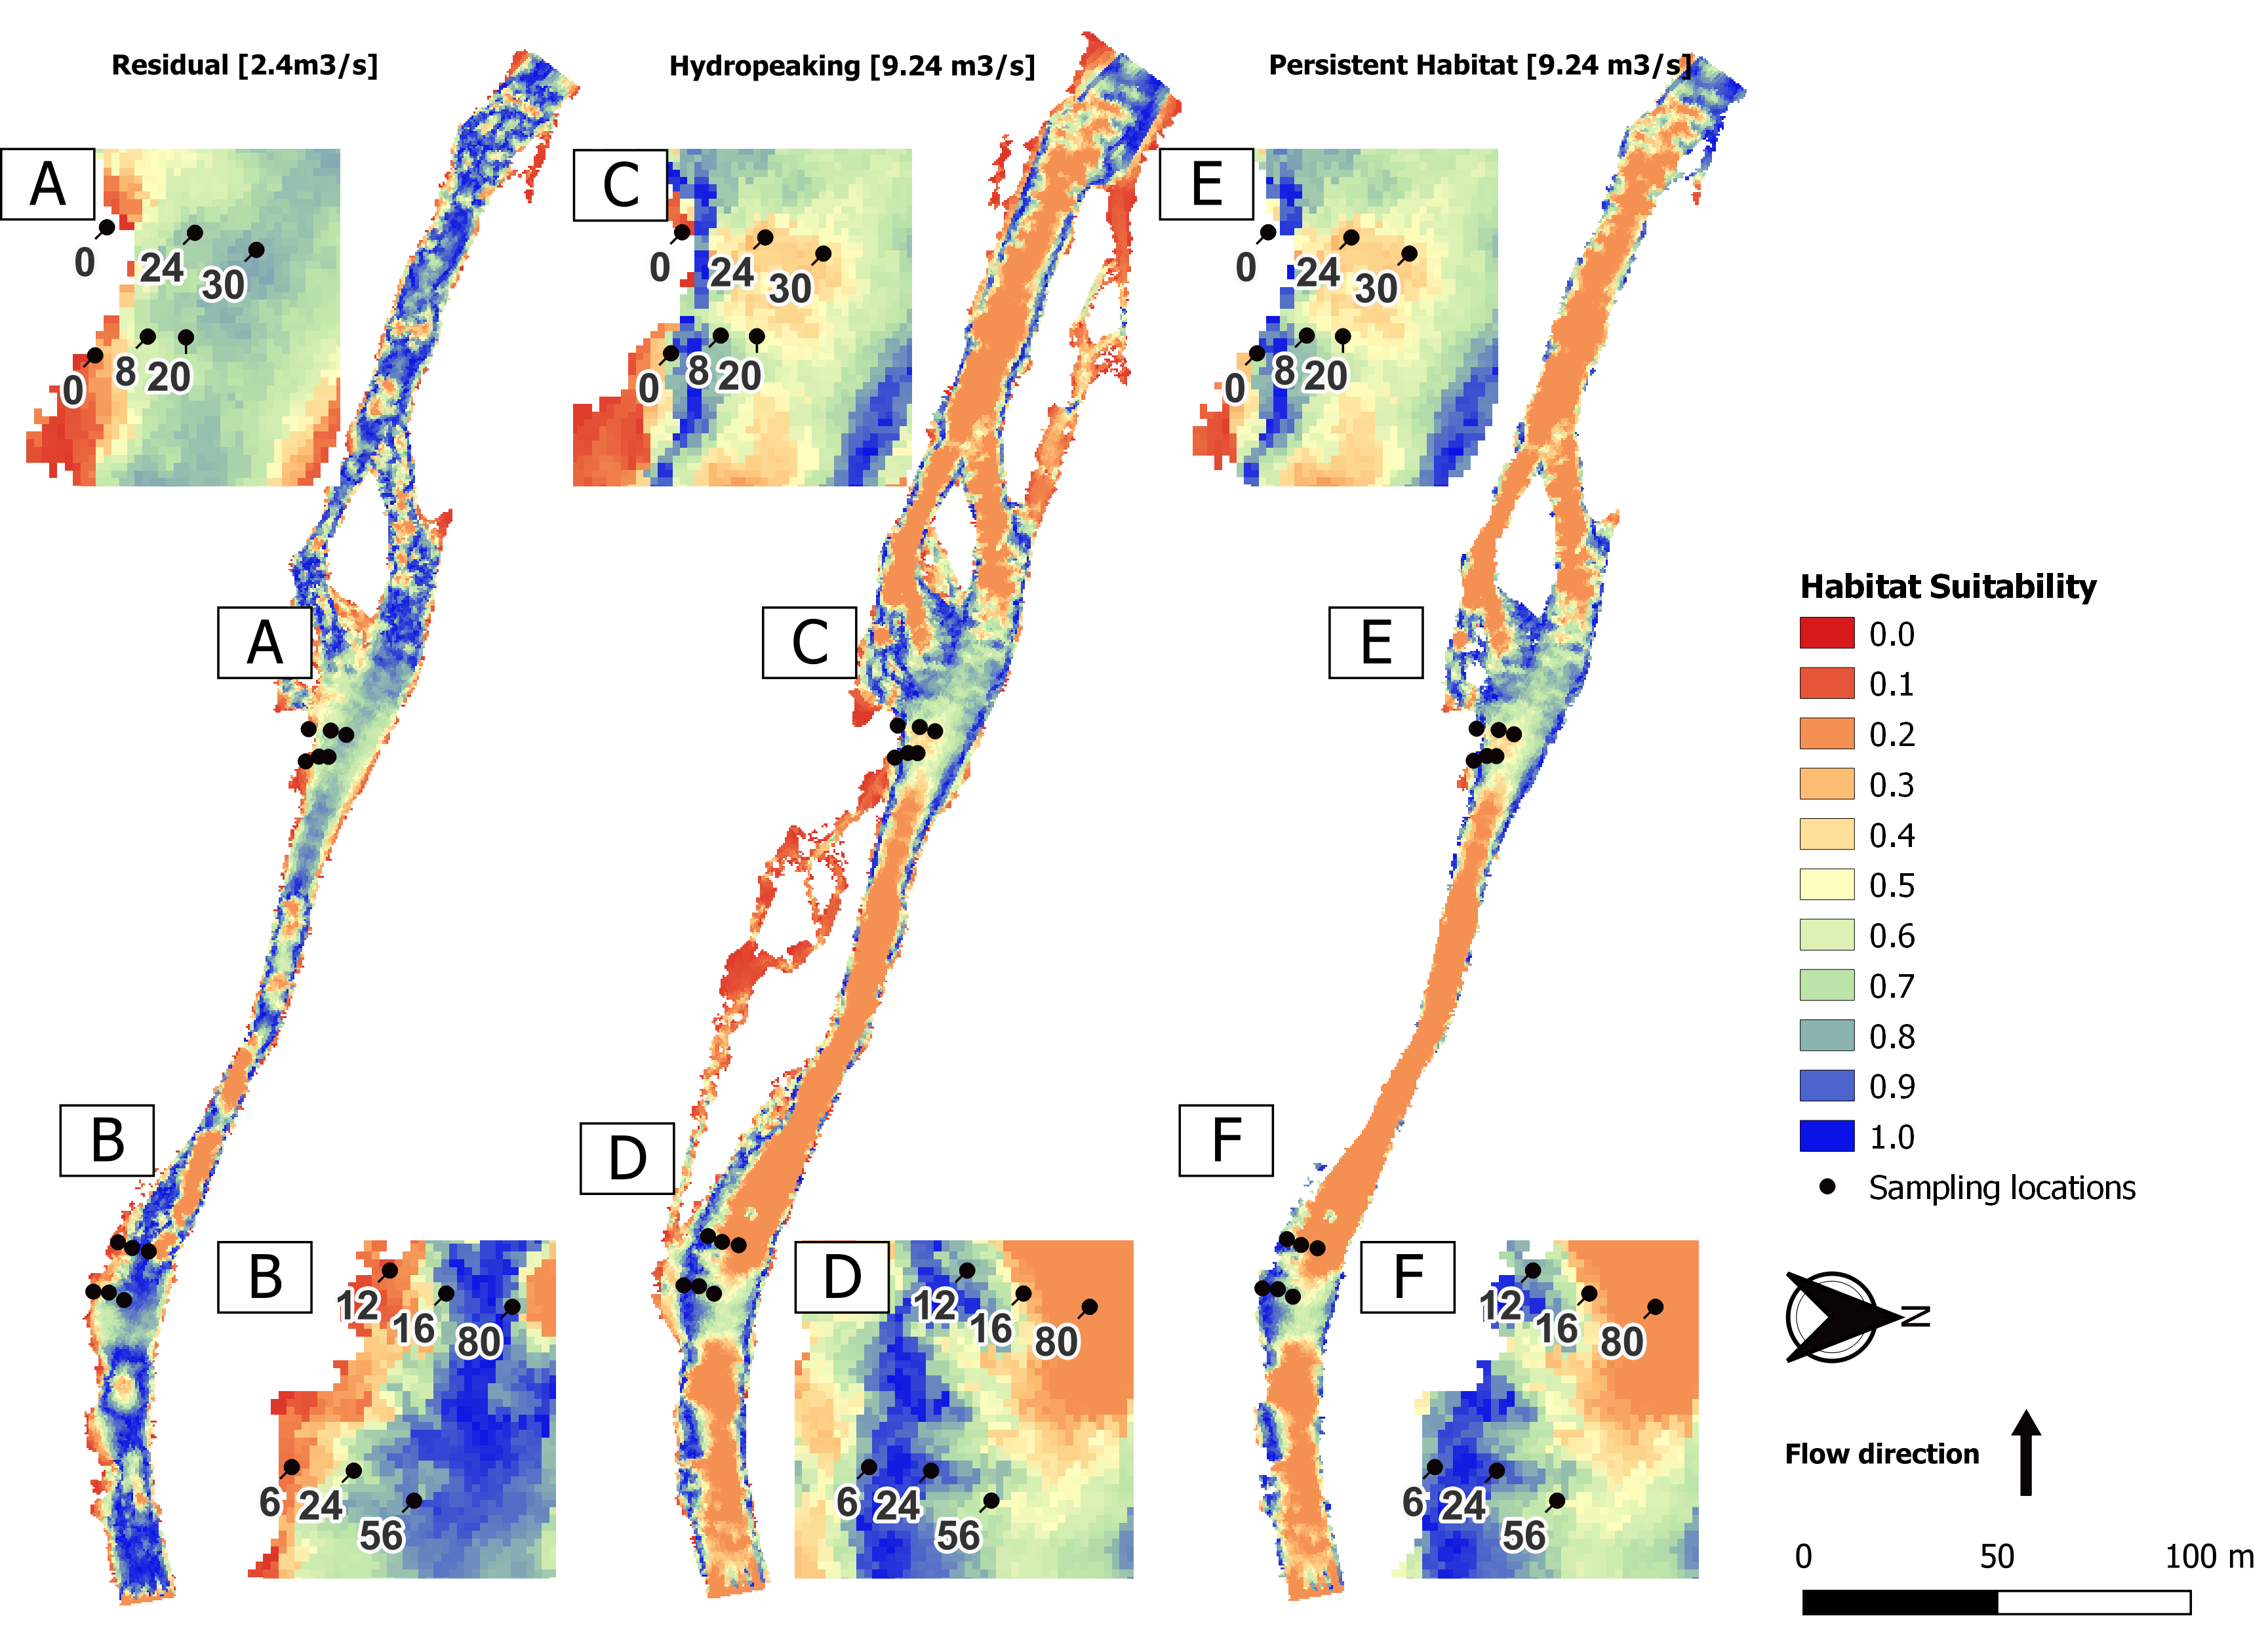 Residual [2.4m3/s]
Hydropeaking [9.24 m3/s]
Persistent Habitat [9.24 m3/s]
A
0
24
30
0
8
20
C
0
24
30
0
8
20
E
0
24
30
0
8
20
A
C
E
B
D
F
B
12
16
80
6
24
56
D
12
16
80
6
24
56
F
12
16
80
6
24
56
Habitat Suitability
0.0
0.1
0.2
0.3
0.4
0.5
0.6
0.7
0.8
0.9
1.0
Sampling locations
N
Flow direction
0 50 100 m